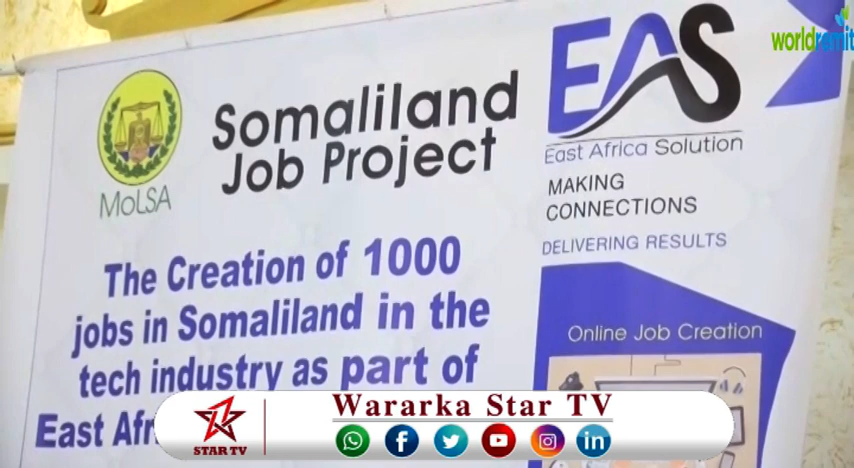 worldremit
EAS
East Africa Solution
MAKING
CONNECTIONS
DELIVERING RESULTS
Online Job Creation
MoLSA
Somaliland
Job Project
The Creation of 1000
jobs in Somaliland in the
tech industry as part of
East
STAR TV
Wararka Star TV